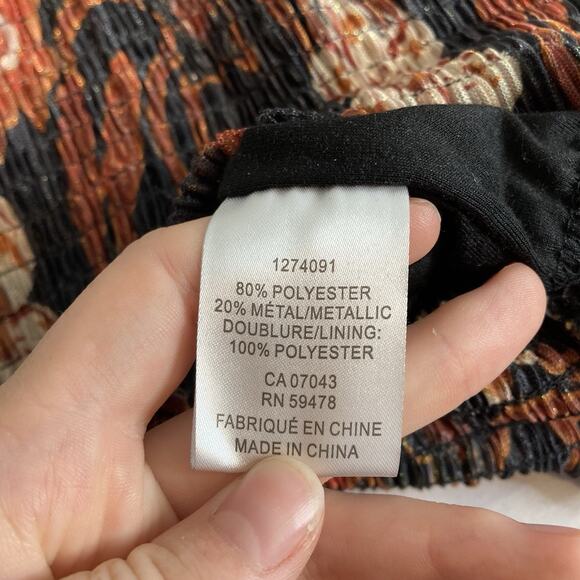 1274091
80% POLYESTER
20% MÉTAL/METALLIC
DOUBLURE/LINING:
100% POLYESTER
CA 07043
RN 59478
FABRIQUÉ EN CHINE
MADE IN CHINA